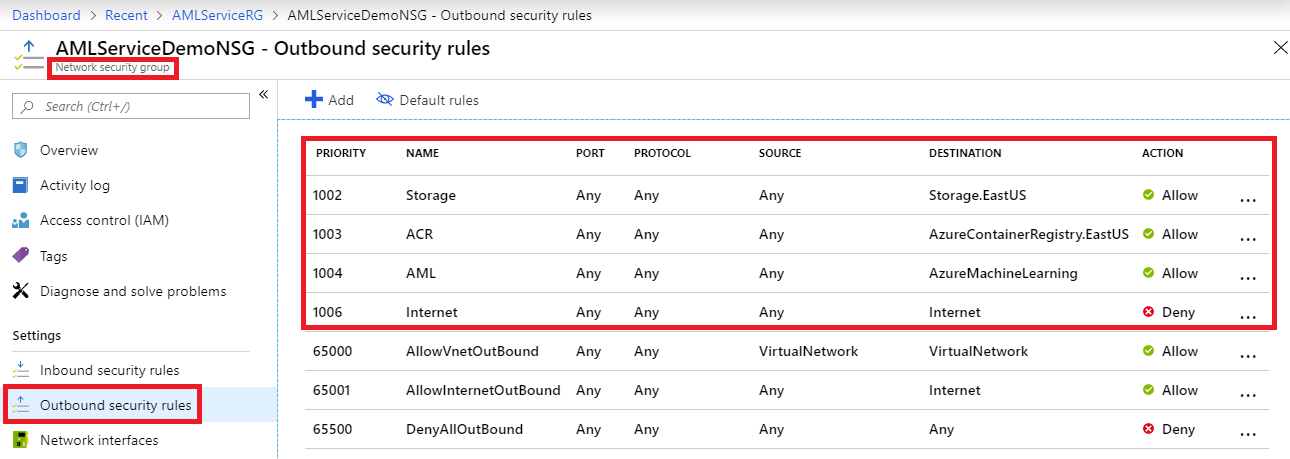 Dashboard > Recent > AMLServiceRG > AMLServiceDemoNSG - Outbound security rules
AMLServiceDemoNSG - Outbound security rules
Network security group
Search (Ctrl+/)
Overview
Activity log
Access control (IAM)
Tags
Diagnose and solve problems
Settings
Inbound security rules
Outbound security rules
Network interfaces
Add Default rules
PRIORITY NAME PORT PROTOCOL SOURCE DESTINATION ACTION
1002 Storage Any Any Any Storage.EastUS Allow ...
1003 ACR Any Any Any AzureContainerRegistry.EastUS Allow ...
1004 AML Any Any Any AzureMachineLearning Allow ...
1006 Internet Any Any Any Internet Deny ...
65000 AllowVnetOutBound Any Any VirtualNetwork VirtualNetwork Allow ...
65001 AllowInternetOutBound Any Any Any Internet Allow ...
65500 DenyAllOutBound Any Any Any Any Deny ...